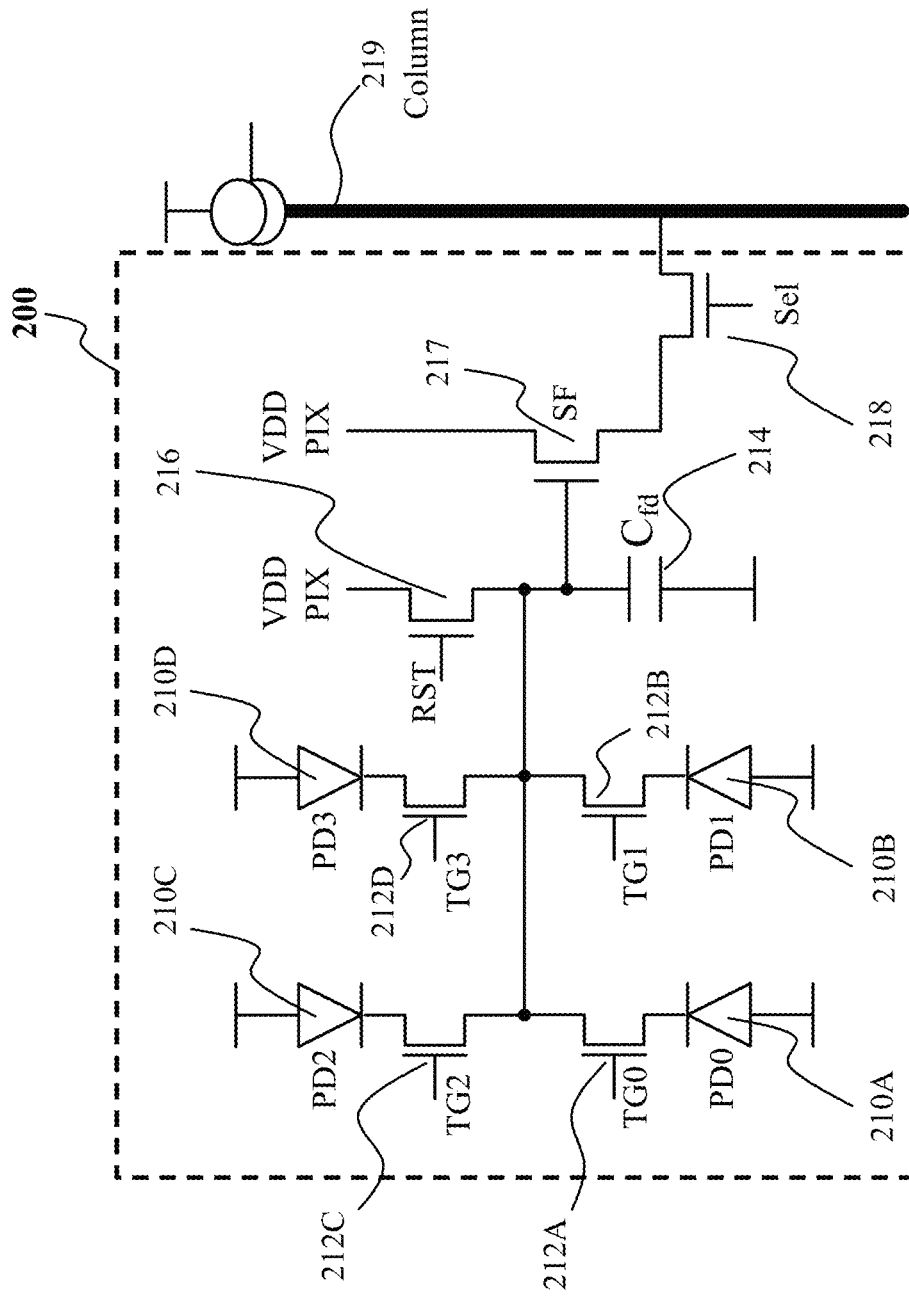 200
219
Column
VDD
PIX
216
VDD
PIX
217
SF
Sel
218
214
Cfd
RST
210D
PD3
212D
TG3
212B
TG1
PD1
210B
210C
PD2
TG2
212C
TG0
212A
PD0
210A